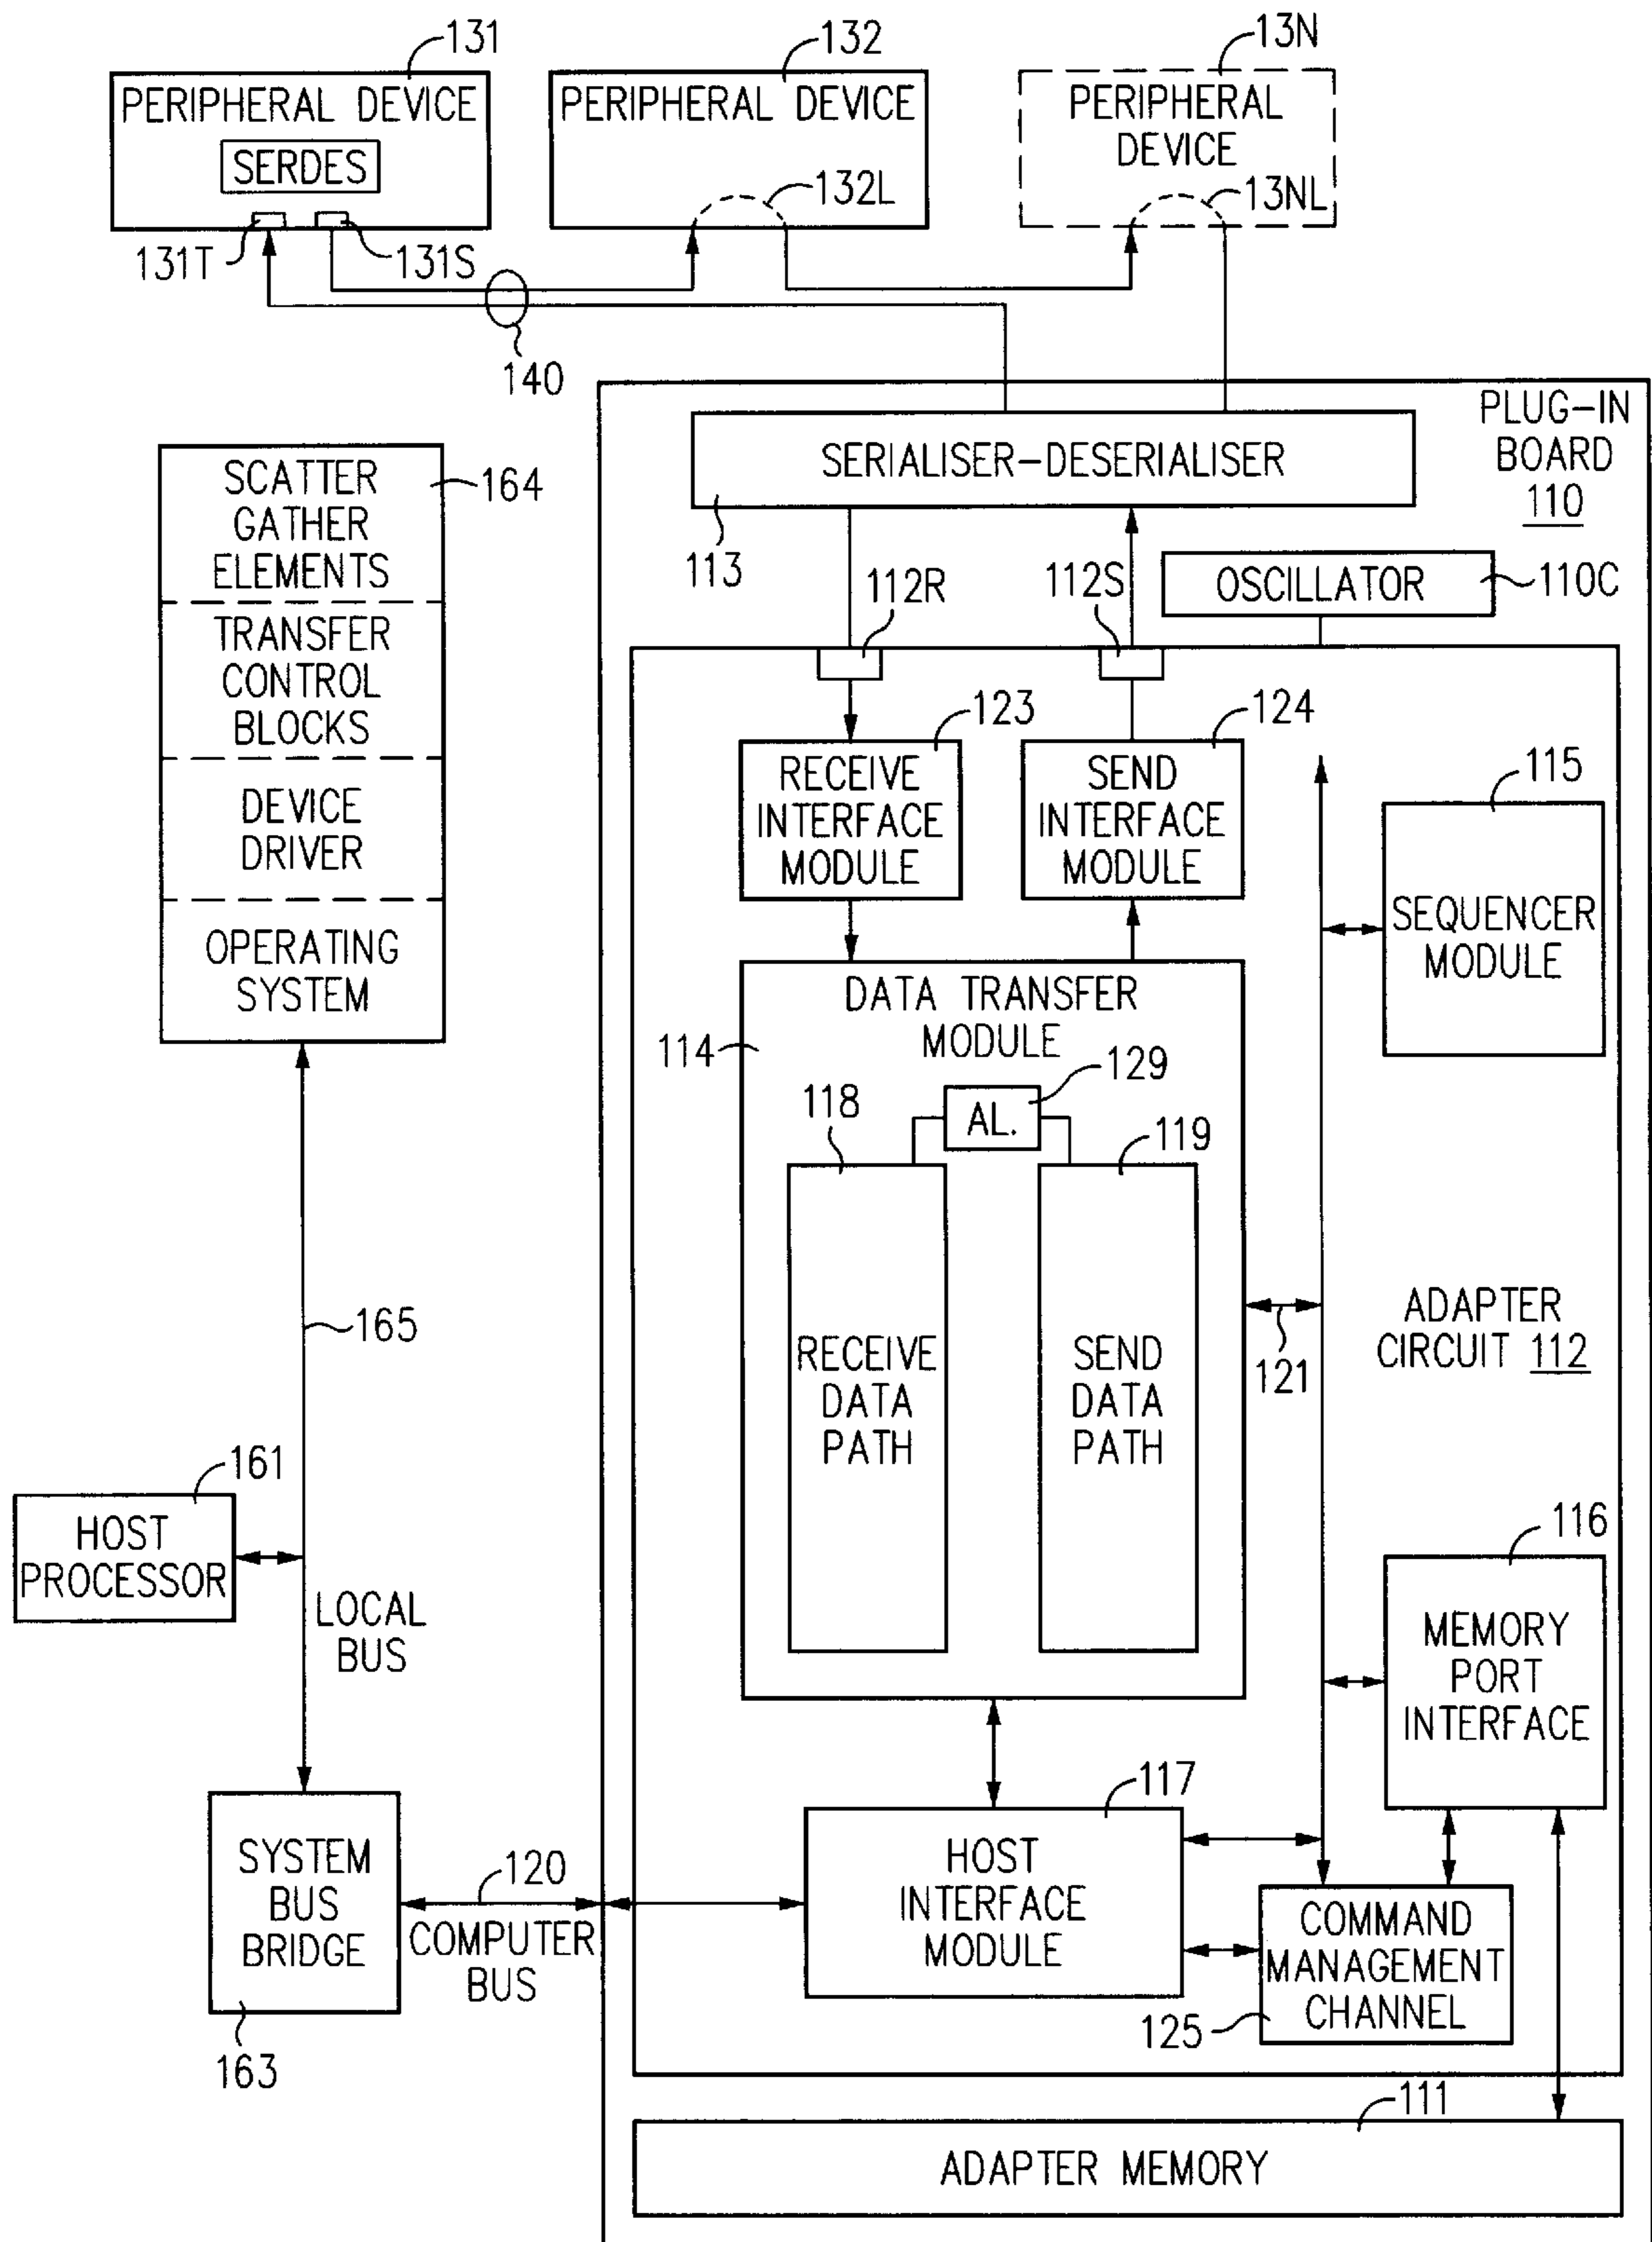 131
132
13N
PERIPHERAL DEVICE
SERDES
131T
131S
PERIPHERAL DEVICE
132L
PERIPHERAL
DEVICE
13NL
140
PLUG-IN
BOARD
110
SERIALISER-DESERIALISER
113
112R
112S
OSCILLATOR
110C
SCATTER
GATHER
ELEMENTS
164
TRANSFER
CONTROL
BLOCKS
DEVICE
DRIVER
OPERATING
SYSTEM
123
RECEIVE
INTERFACE
MODULE
124
SEND
INTERFACE
MODULE
115
SEQUENCER
MODULE
DATA TRANSFER
MODULE
114
129
AL.
118
119
RECEIVE
DATA
PATH
SEND
DATA
PATH
121
ADAPTER
CIRCUIT 112
165
161
HOST
PROCESSOR
LOCAL
BUS
116
MEMORY
PORT
INTERFACE
117
HOST
INTERFACE
MODULE
SYSTEM
BUS
BRIDGE
163
120
COMPUTER
BUS
COMMAND
MANAGEMENT
CHANNEL
125
111
ADAPTER MEMORY